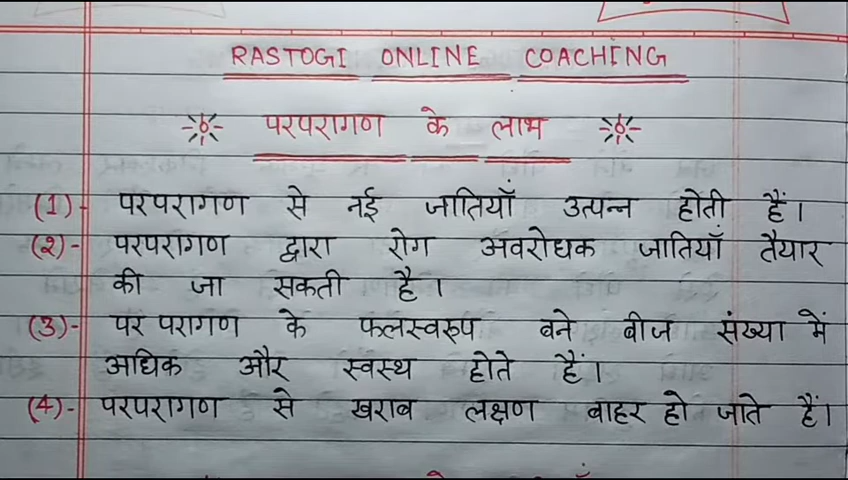 RASTOGI ONLINE COACHING
परपरागण के लाभ
(1)- परपरागण से नई जातियाँ उत्पन्न होती हैं।
(2)- परपरागण द्वारा रोग अवरोधक जातियाँ तैयार
की जा सकती है।
(3)- पर परागण के फलस्वरूप बने बीज संख्या में
अधिक और स्वस्थ होते हैं।
(4)- परपरागण से खराब लक्षण बाहर हो जाते हैं।